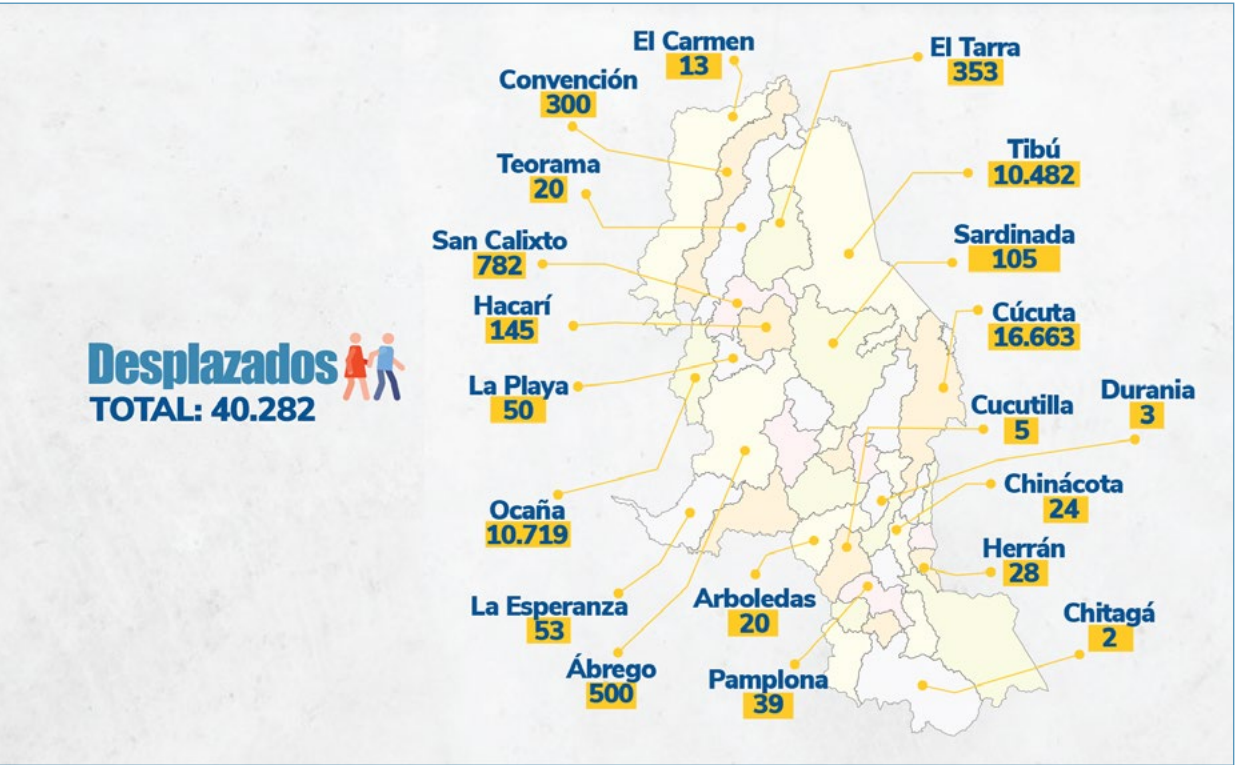 El Carmen
13
El Tarra
353
Convención
300
Teorama
20
Tibú
10.482
San Calixto
782
Sardinada
105
Hacarí
145
Cúcuta
16.663
Desplazados
TOTAL: 40.282
La Playa
50
Cucutilla
5
Durania
3
Ocaña
10.719
Chinácota
24
Herrán
28
La Esperanza
53
Arboledas
20
Chitagá
2
Ábrego
500
Pamplona
39